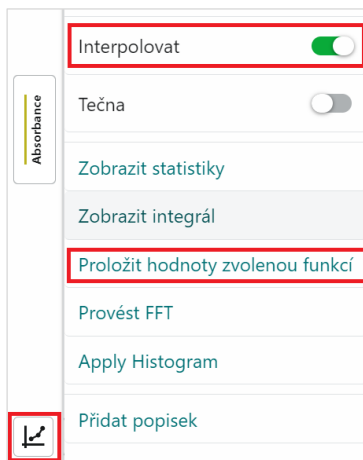 Absorbance
Interpolovat
Tečna
Zobrazit statistiky
Zobrazit integrál
Proložit hodnoty zvolenou funkcí
Provést FFT
Apply Histogram
Přidat popisek